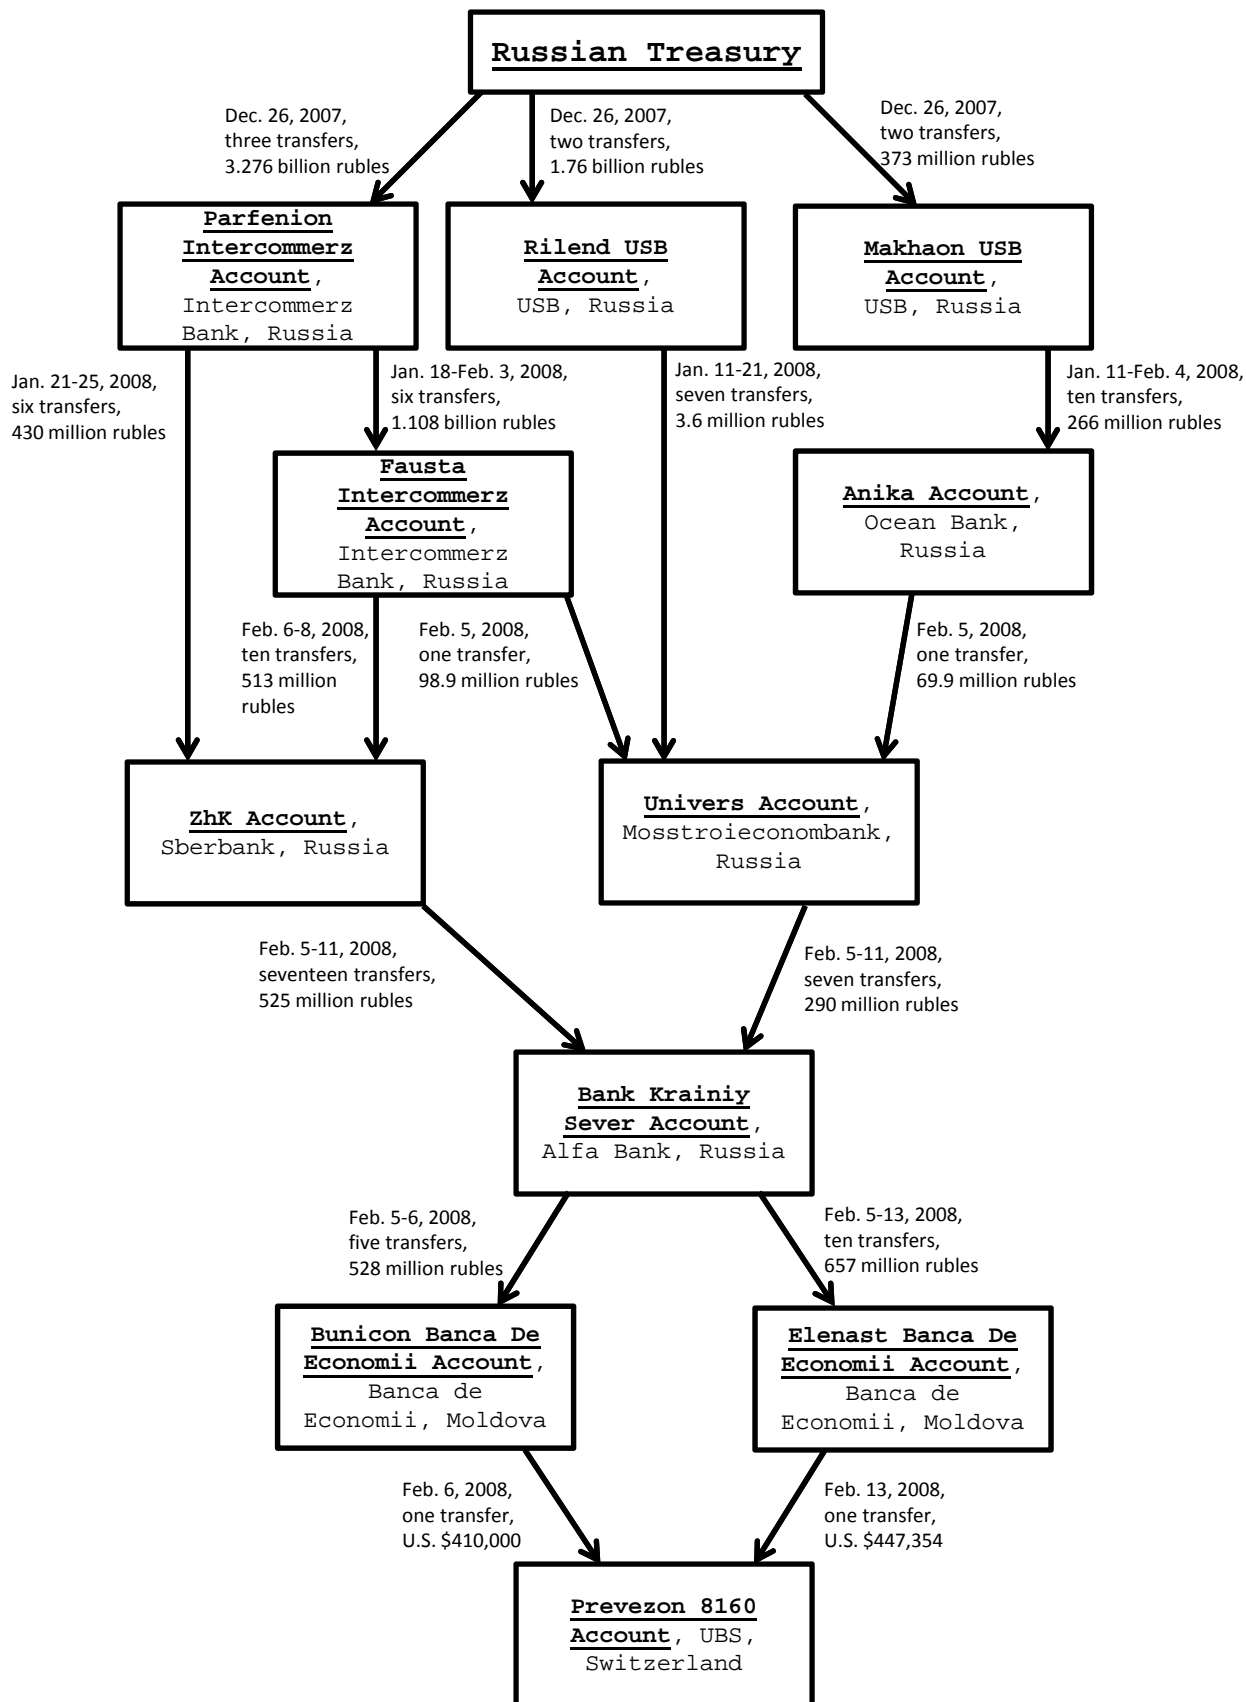 Russian Treasury
Dec. 26, 2007,
three transfers,
3.276 billion rubles
Dec. 26, 2007,
two transfers,
1.76 billion rubles
Dec. 26, 2007,
two transfers,
373 million rubles
Parfenion
Intercommerz
Account,
Intercommerz
Bank, Russia
Rilend USB
Account,
USB, Russia
Makhaon USB
Account,
USB, Russia
Jan. 21-25, 2008,
six transfers,
430 million rubles
Jan. 18-Feb. 3, 2008,
six transfers,
1.108 billion rubles
Jan. 11-21, 2008,
seven transfers,
3.6 million rubles
Jan. 11-Feb. 4, 2008,
ten transfers,
266 million rubles
Fausta
Intercommerz
Account,
Intercommerz
Bank, Russia
Anika Account,
Ocean Bank,
Russia
Feb. 6-8, 2008,
ten transfers,
513 million
rubles
Feb. 5, 2008,
one transfer,
98.9 million rubles
Feb. 5, 2008,
one transfer,
69.9 million rubles
ZhK Account,
Sberbank, Russia
Univers Account,
Mosstroieconombank,
Russia
Feb. 5-11, 2008,
seventeen transfers,
525 million rubles
Feb. 5-11, 2008,
seven transfers,
290 million rubles
Bank Krainiy
Sever Account,
Alfa Bank, Russia
Feb. 5-6, 2008,
five transfers,
528 million rubles
Feb. 5-13, 2008,
ten transfers,
657 million rubles
Bunicon Banca De
Economii Account,
Banca de
Economii, Moldova
Elenast Banca De
Economii Account,
Banca de
Economii, Moldova
Feb. 6, 2008,
one transfer,
U.S. $410,000
Feb. 13, 2008,
one transfer,
U.S. $447,354
Prevezon 8160
Account, UBS,
Switzerland